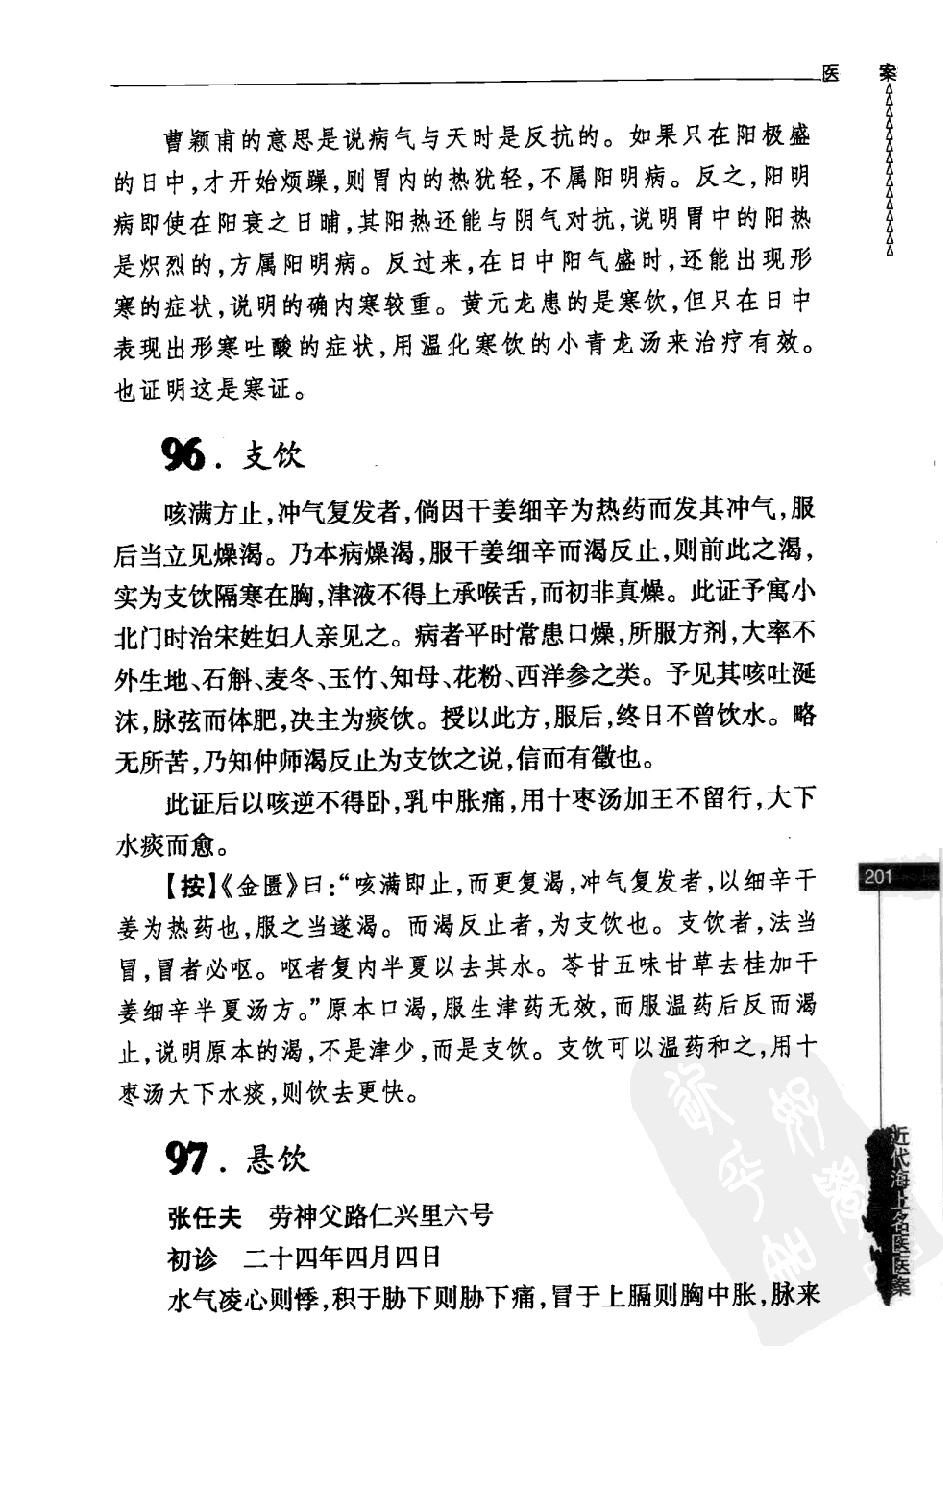 医 案
曹颖甫的意思是说病气与天时是反抗的。如果只在阳极盛
的日中,才开始烦躁,则胃内的热犹轻,不属阳明病。反之,阳明
病即使在阳衰之日晡,其阳热还能与阴气对抗,说明胃中的阳热
是炽烈的,方属阳明病。反过来,在日中阳气盛时,还能出现形
寒的症状,说明的确内寒较重。黄元龙患的是寒饮,但只在日中
表现出形寒吐酸的症状,用温化寒饮的小青龙汤来治疗有效。
也证明这是寒证。
96．支饮
咳满方止,冲气复发者,倘因干姜细辛为热药而发其冲气,服
后当立见燥渴。乃本病燥渴,服干姜细辛而渴反止,则前此之渴,
实为支饮隔寒在胸,津液不得上承喉舌,而初非真燥。此证予寓小
北门时治宋姓妇人亲见之。病者平时常患口燥,所服方剂,大率不
外生地、石斛、麦冬、玉竹、知母、花粉、西洋参之类。予见其咳吐涎
沫,脉弦而体肥,决主为痰饮。授以此方,服后,终日不曾饮水。略
无所苦,乃知仲师渴反止为支饮之说,信而有徵也。
此证后以咳逆不得卧,乳中胀痛,用十枣汤加王不留行,大下
水痰而愈。
【按】《金匮》曰:“咳满即止,而更复渴,冲气复发者,以细辛干
姜为热药也,服之当遂渴。而渴反止者,为支饮也。支饮者,法当
冒,冒者必呕。呕者复内半夏以去其水。苓甘五味甘草去桂加干
姜细辛半夏汤方。”原本口渴,服生津药无效,而服温药后反而渴
止,说明原本的渴,不是津少,而是支饮。支饮可以温药和之,用十
枣汤大下水痰,则饮去更快。
201
97．悬饮
张任夫 劳神父路仁兴里六号
初诊 二十四年四月四日
水气凌心则悸,积于胁下则胁下痛,冒于上膈则胸中胀,脉来
近代海上名医医案